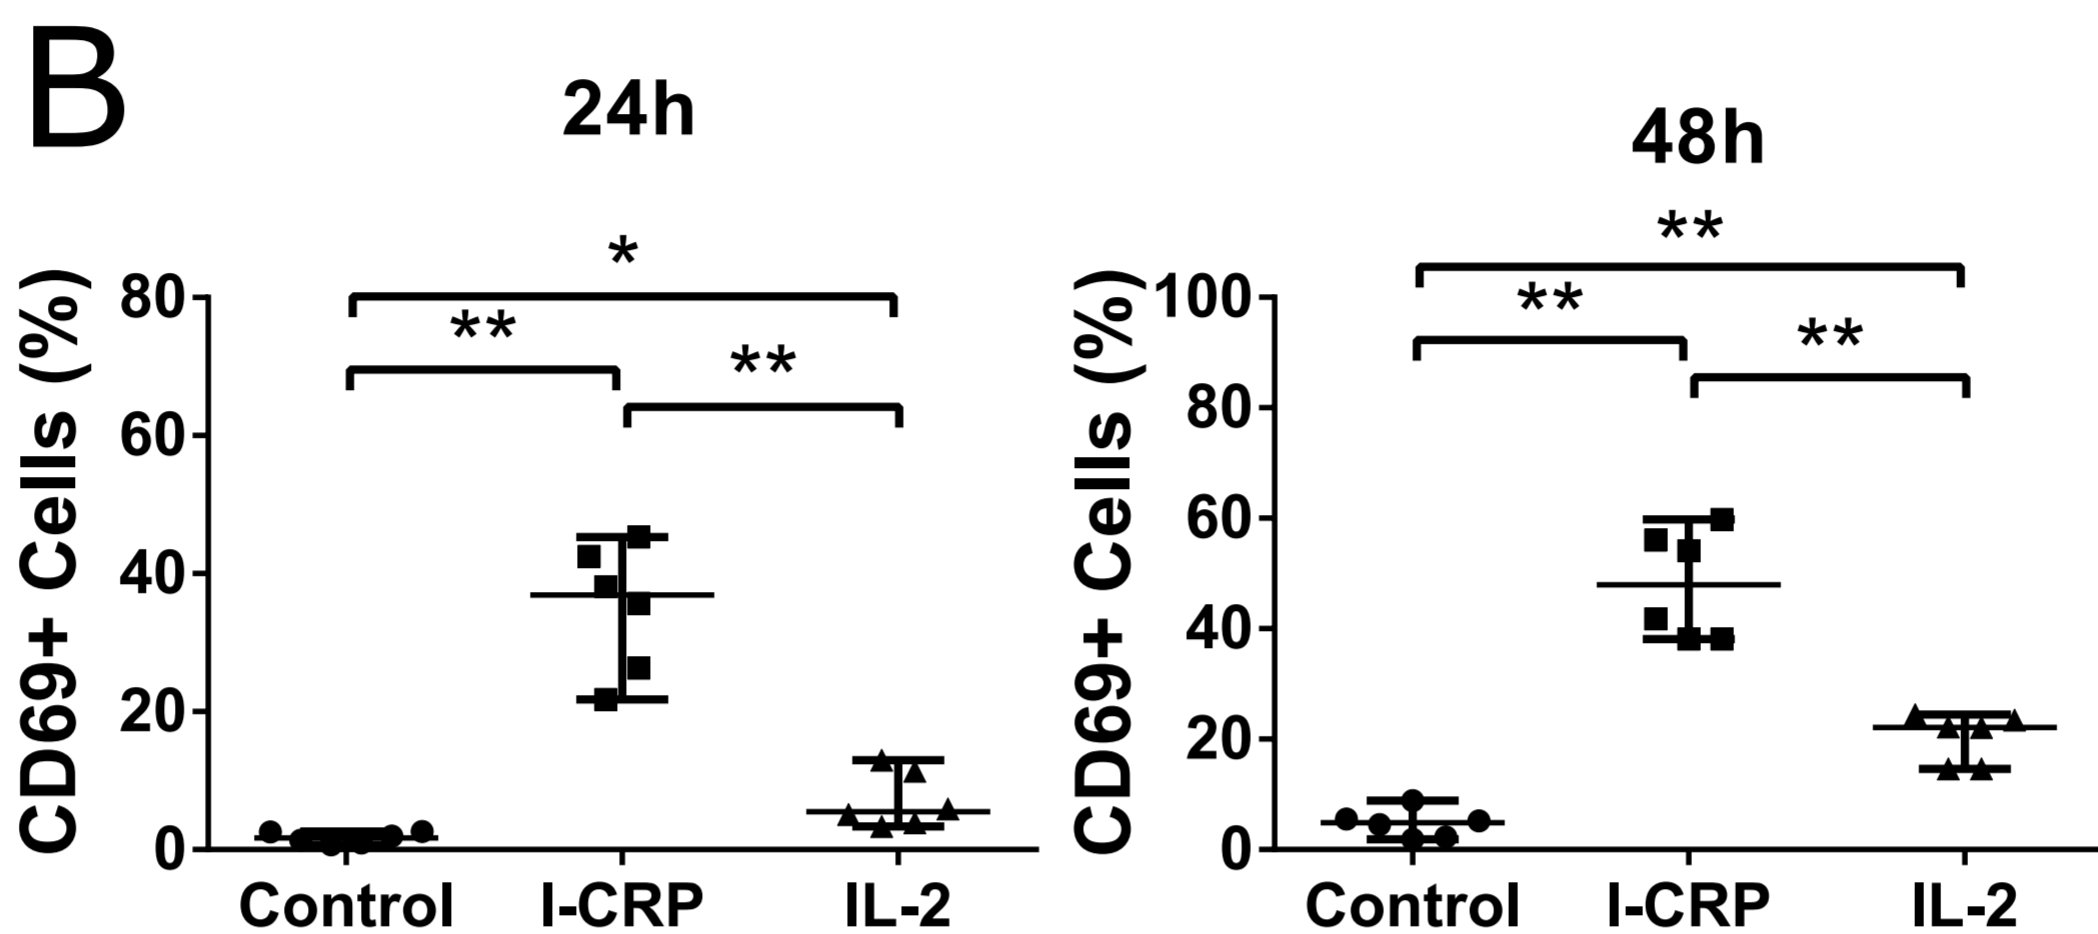 B
24h
*
**
**
CD69+ Cells (%)
80
60
40
20
0
Control I-CRP IL-2
48h
**
**
**
CD69+ Cells (%)
100
80
60
40
20
0
Control I-CRP IL-2